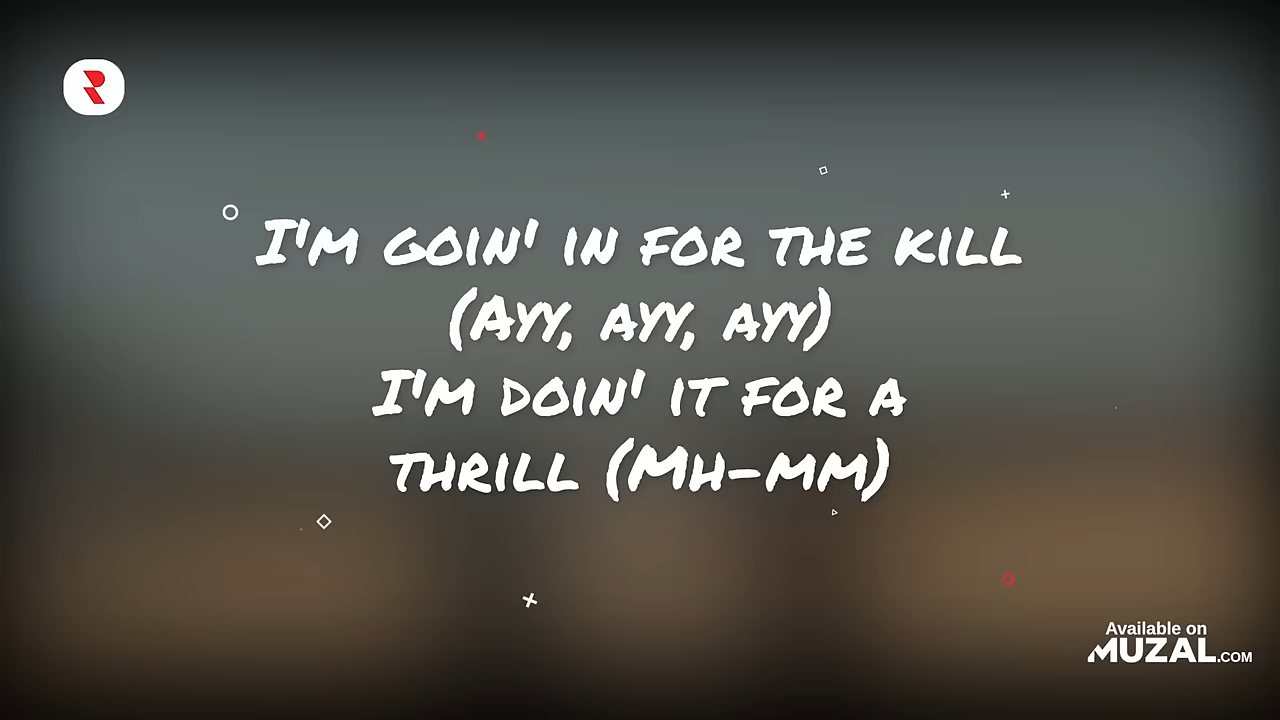 I'm goin' in for the kill
(Ayy, ayy, ayy)
I'm doin' it for a
thrill (Mh-mm)
Available on
MUZAL.COM